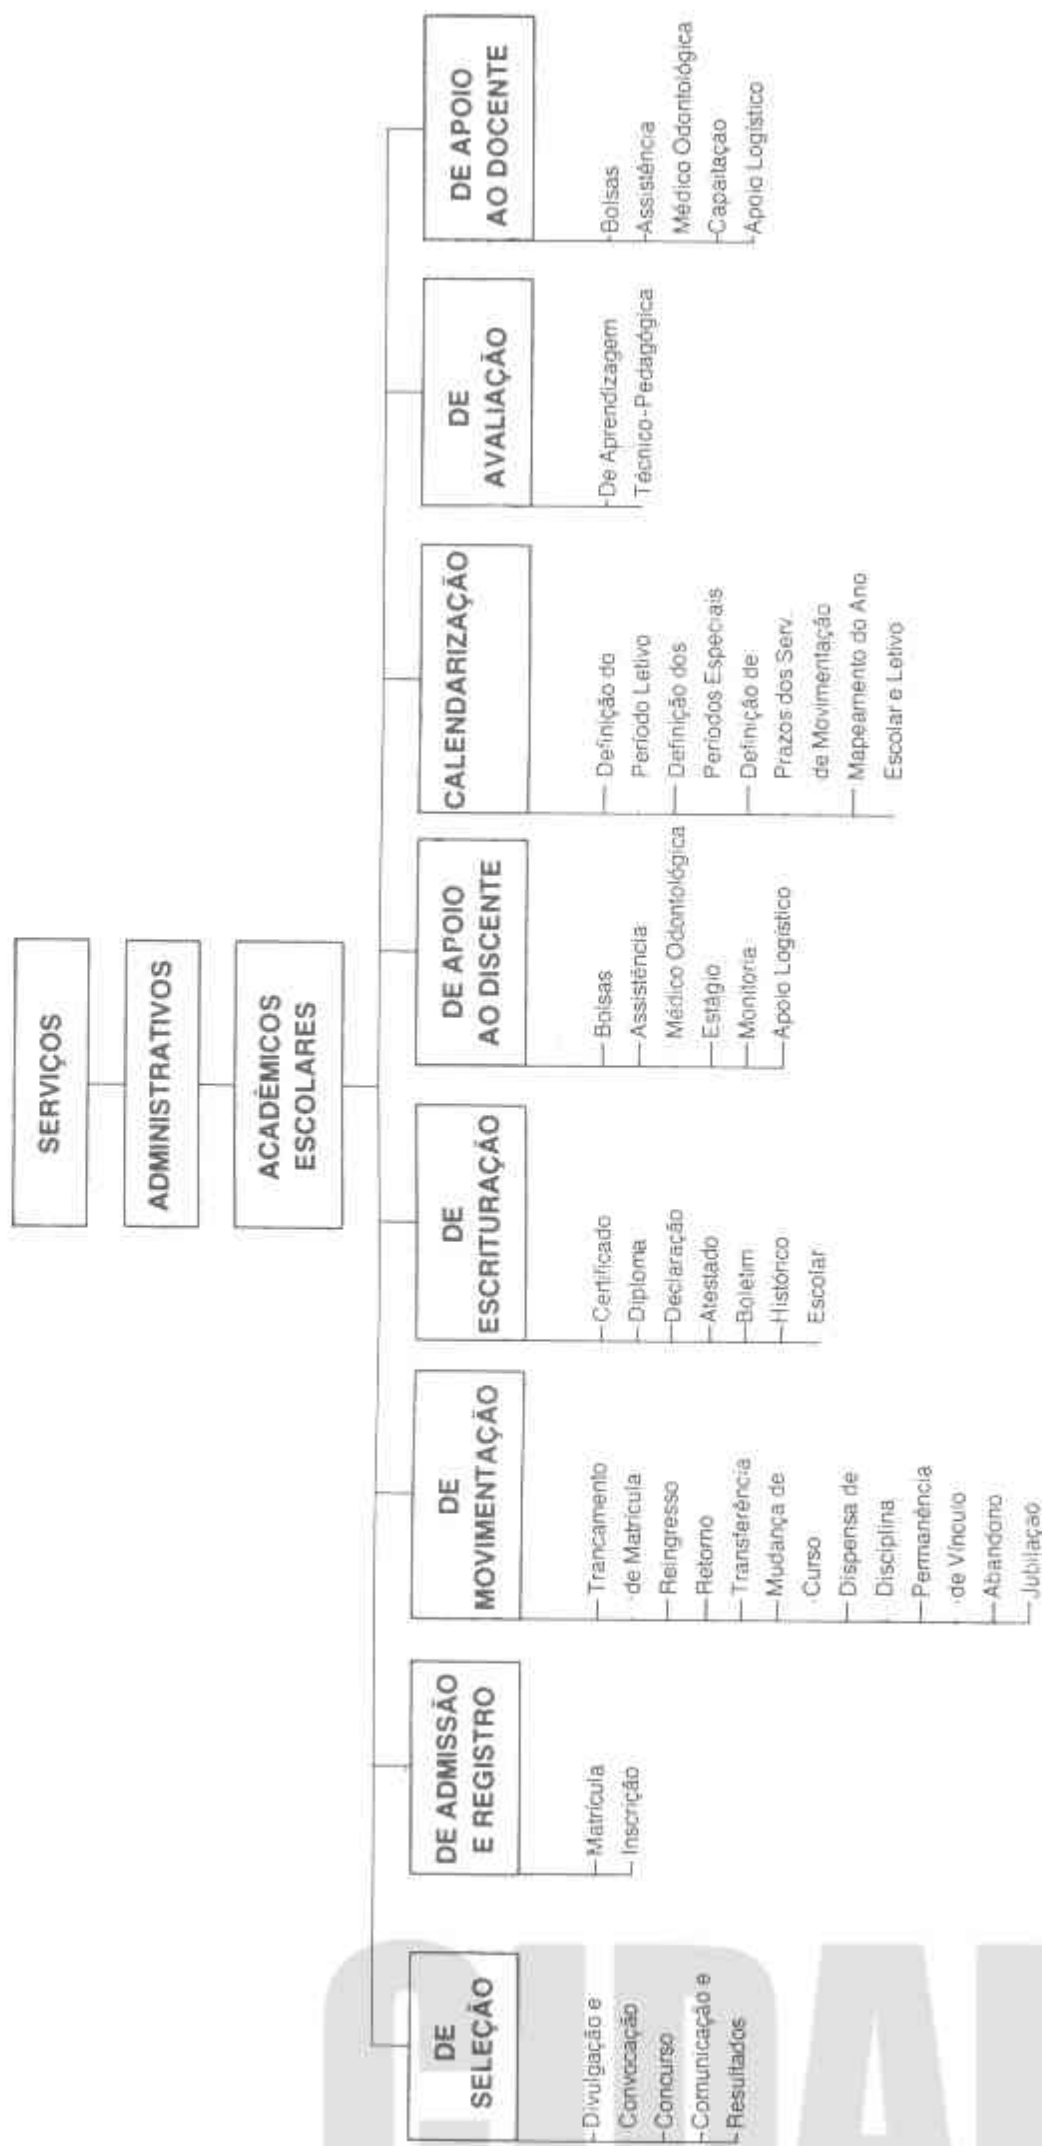 SERVIÇOS
ADMINISTRATIVOS
ACADÊMICOS
ESCOLARES
DE
SELEÇÃO
Divulgação e
Convocação
Concurso
Comunicação e
Resultados
DE ADMISSÃO
E REGISTRO
Matrícula
Inscrição
DE
MOVIMENTAÇÃO
Trancamento
de Matrícula
Reingresso
Retorno
Transferência
Mudança de
Curso
Dispensa de
Disciplina
Permanência
de Vínculo
Abandono
Jubilação
DE
ESCRITURAÇÃO
Certificado
Diploma
Declaração
Atestado
Boletim
Histórico
Escolar
DE APOIO
AO DISCENTE
Bolsas
Assistência
Médico Odontológica
Estágio
Monitoria
Apoio Logístico
CALENDARIZAÇÃO
Definição do
Período Letivo
Definição dos
Períodos Especiais
Definição de
Prazos dos Serv.
de Movimentação
Mapeamento do Ano
Escolar e Letivo
DE
AVALIAÇÃO
De Aprendizagem
Técnico-Pedagógica
DE APOIO
AO DOCENTE
Bolsas
Assistência
Médico Odontológica
Capaitação
Apoio Logístico